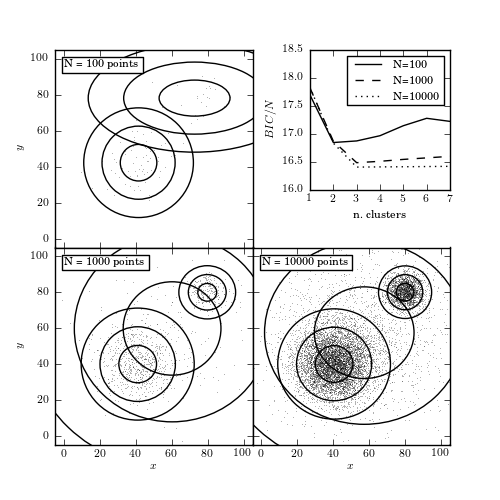 N = 100 points
100
80
60
40
20
0
y
18.5
18.0
17.5
17.0
16.5
16.0
BIC/N
N=100
N=1000
N=10000
1 2 3 4 5 6 7
n. clusters
N = 1000 points
N = 10000 points
100
80
60
40
20
0
y
0 20 40 60 80 100
0 20 40 60 80 100
x
x